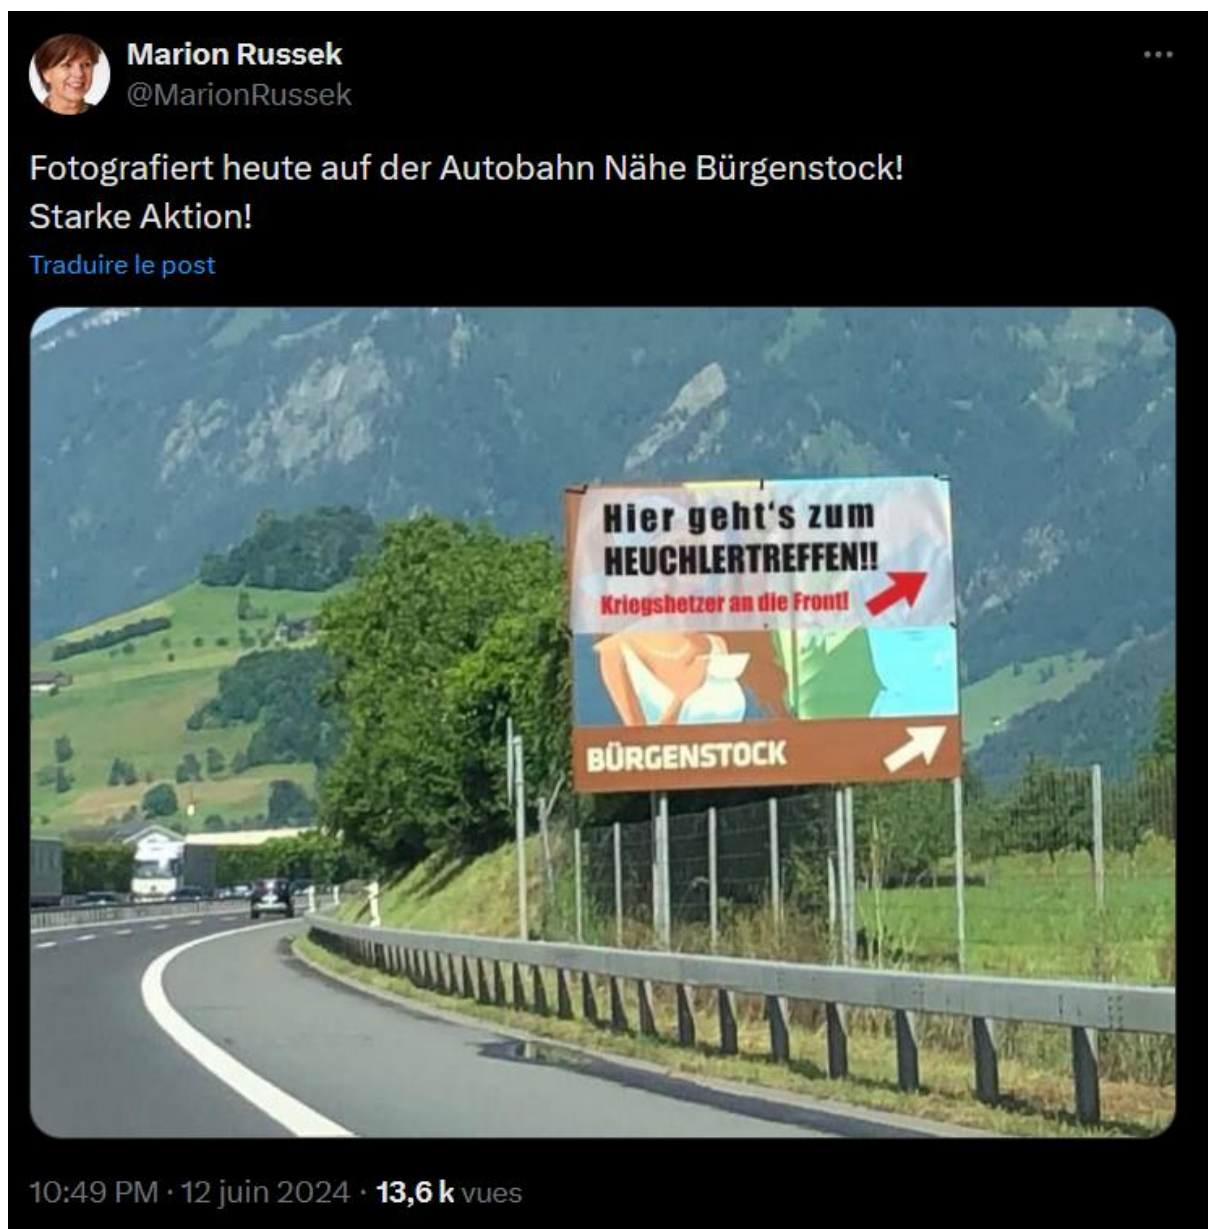 Marion Russek
@MarionRussek
Fotografiert heute auf der Autobahn Nähe Bürgenstock!
Starke Aktion!
Traduire le post
Hier geht's zum
HEUCHLERTREFFEN!!
Kriegshetzer an die Front!
BÜRGENSTOCK
10:49 PM · 12 juin 2024 · 13,6 k vues